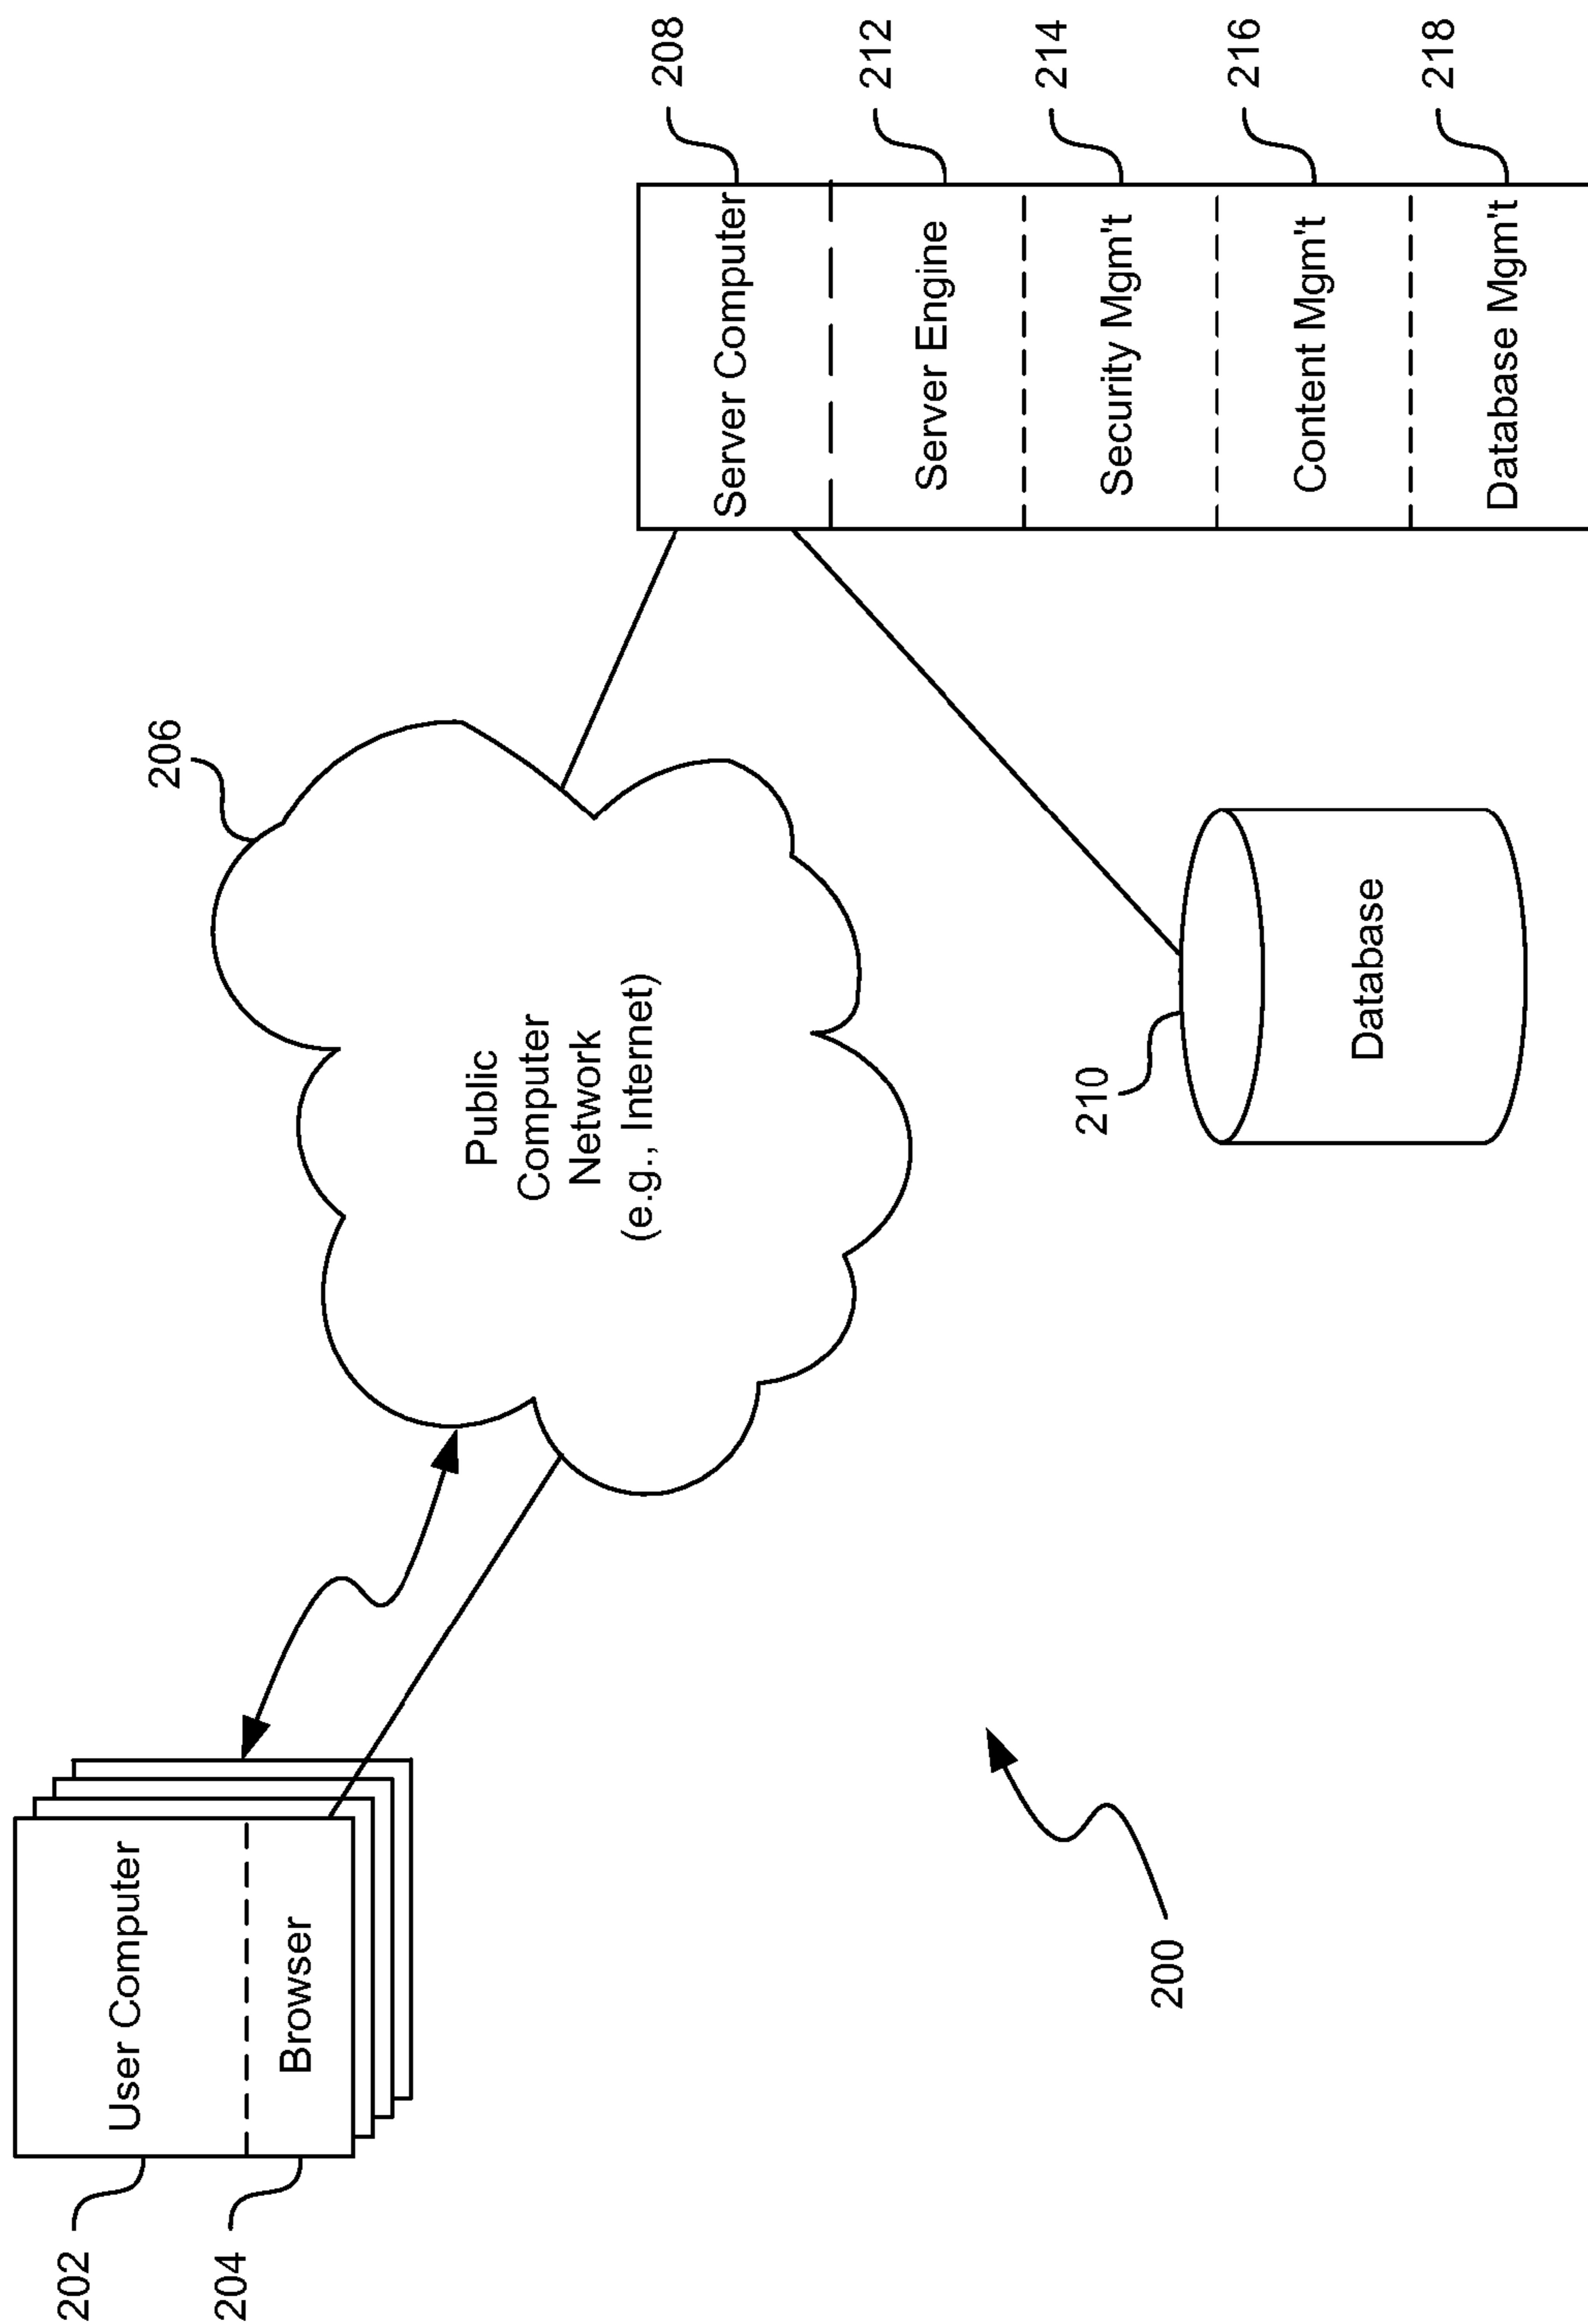 202
User Computer
204
Browser
206
Public
Computer
Network
(e.g., Internet)
208
Server Computer
212
Server Engine
214
Security Mgm't
216
Content Mgm't
218
Database Mgm't
210
Database
200